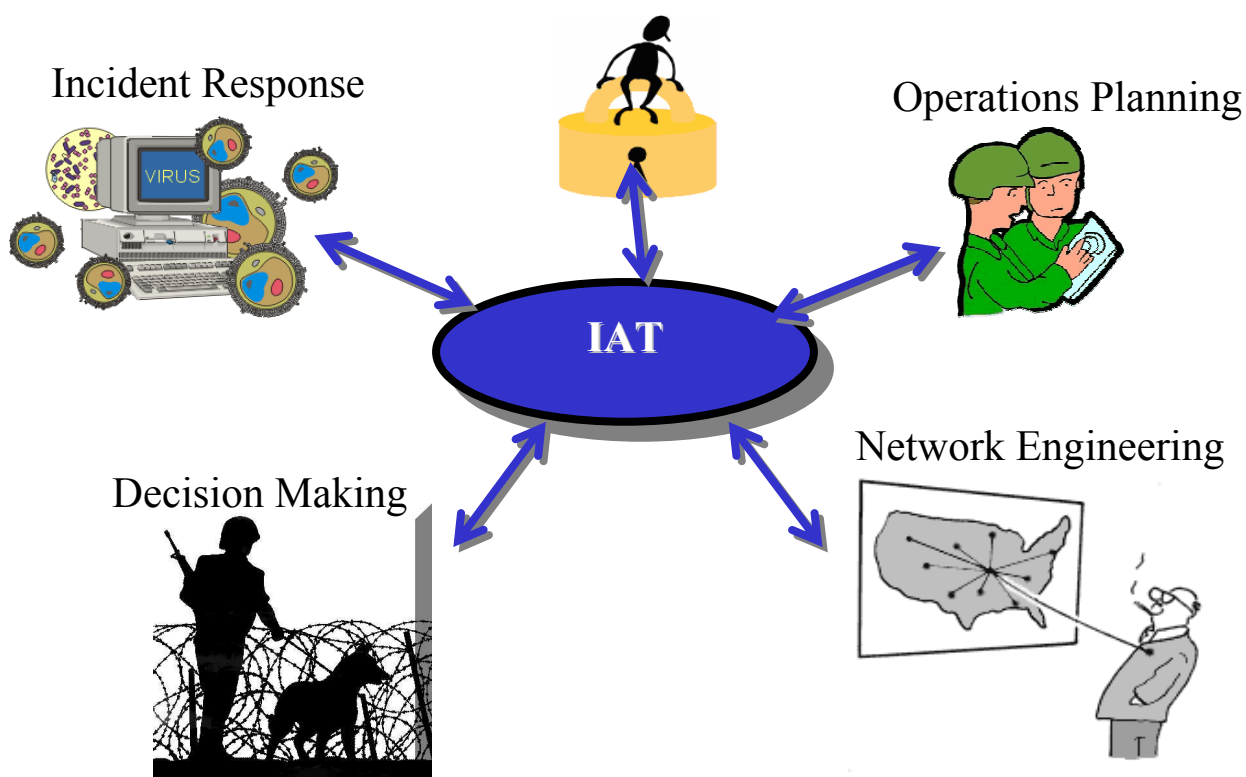 Incident Response
Operations Planning
VIRUS
IAT
Network Engineering
Decision Making